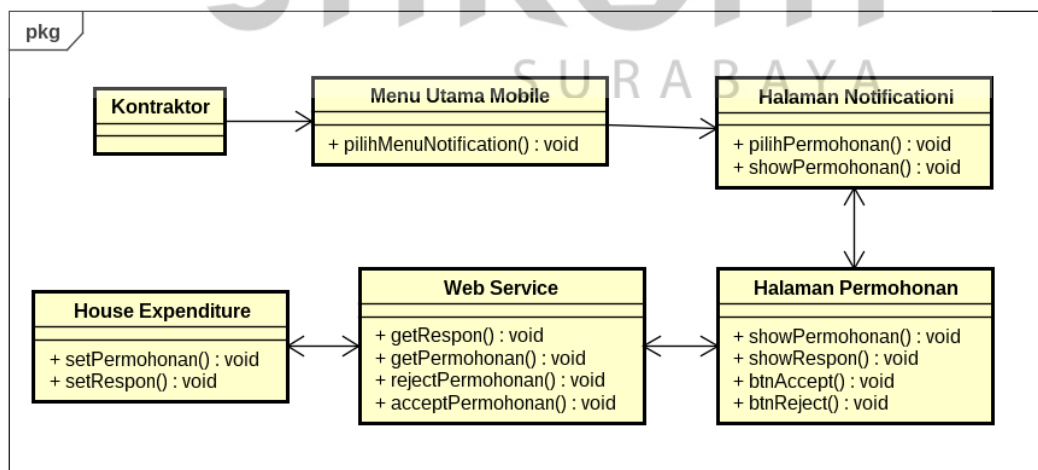 pkg
SURABAYA
Kontraktor
Menu Utama Mobile
+ pilihMenuNotification() : void
Halaman Notificationi
+ pilihPermohonan() : void
+ showPermohonan() : void
House Expenditure
+ setPermohonan() : void
+ setRespon() : void
Web Service
+ getRespon() : void
+ getPermohonan() : void
+ rejectPermohonan() : void
+ acceptPermohonan() : void
Halaman Permohonan
+ showPermohonan() : void
+ showRespon() : void
+ btnAccept() : void
+ btnReject() : void